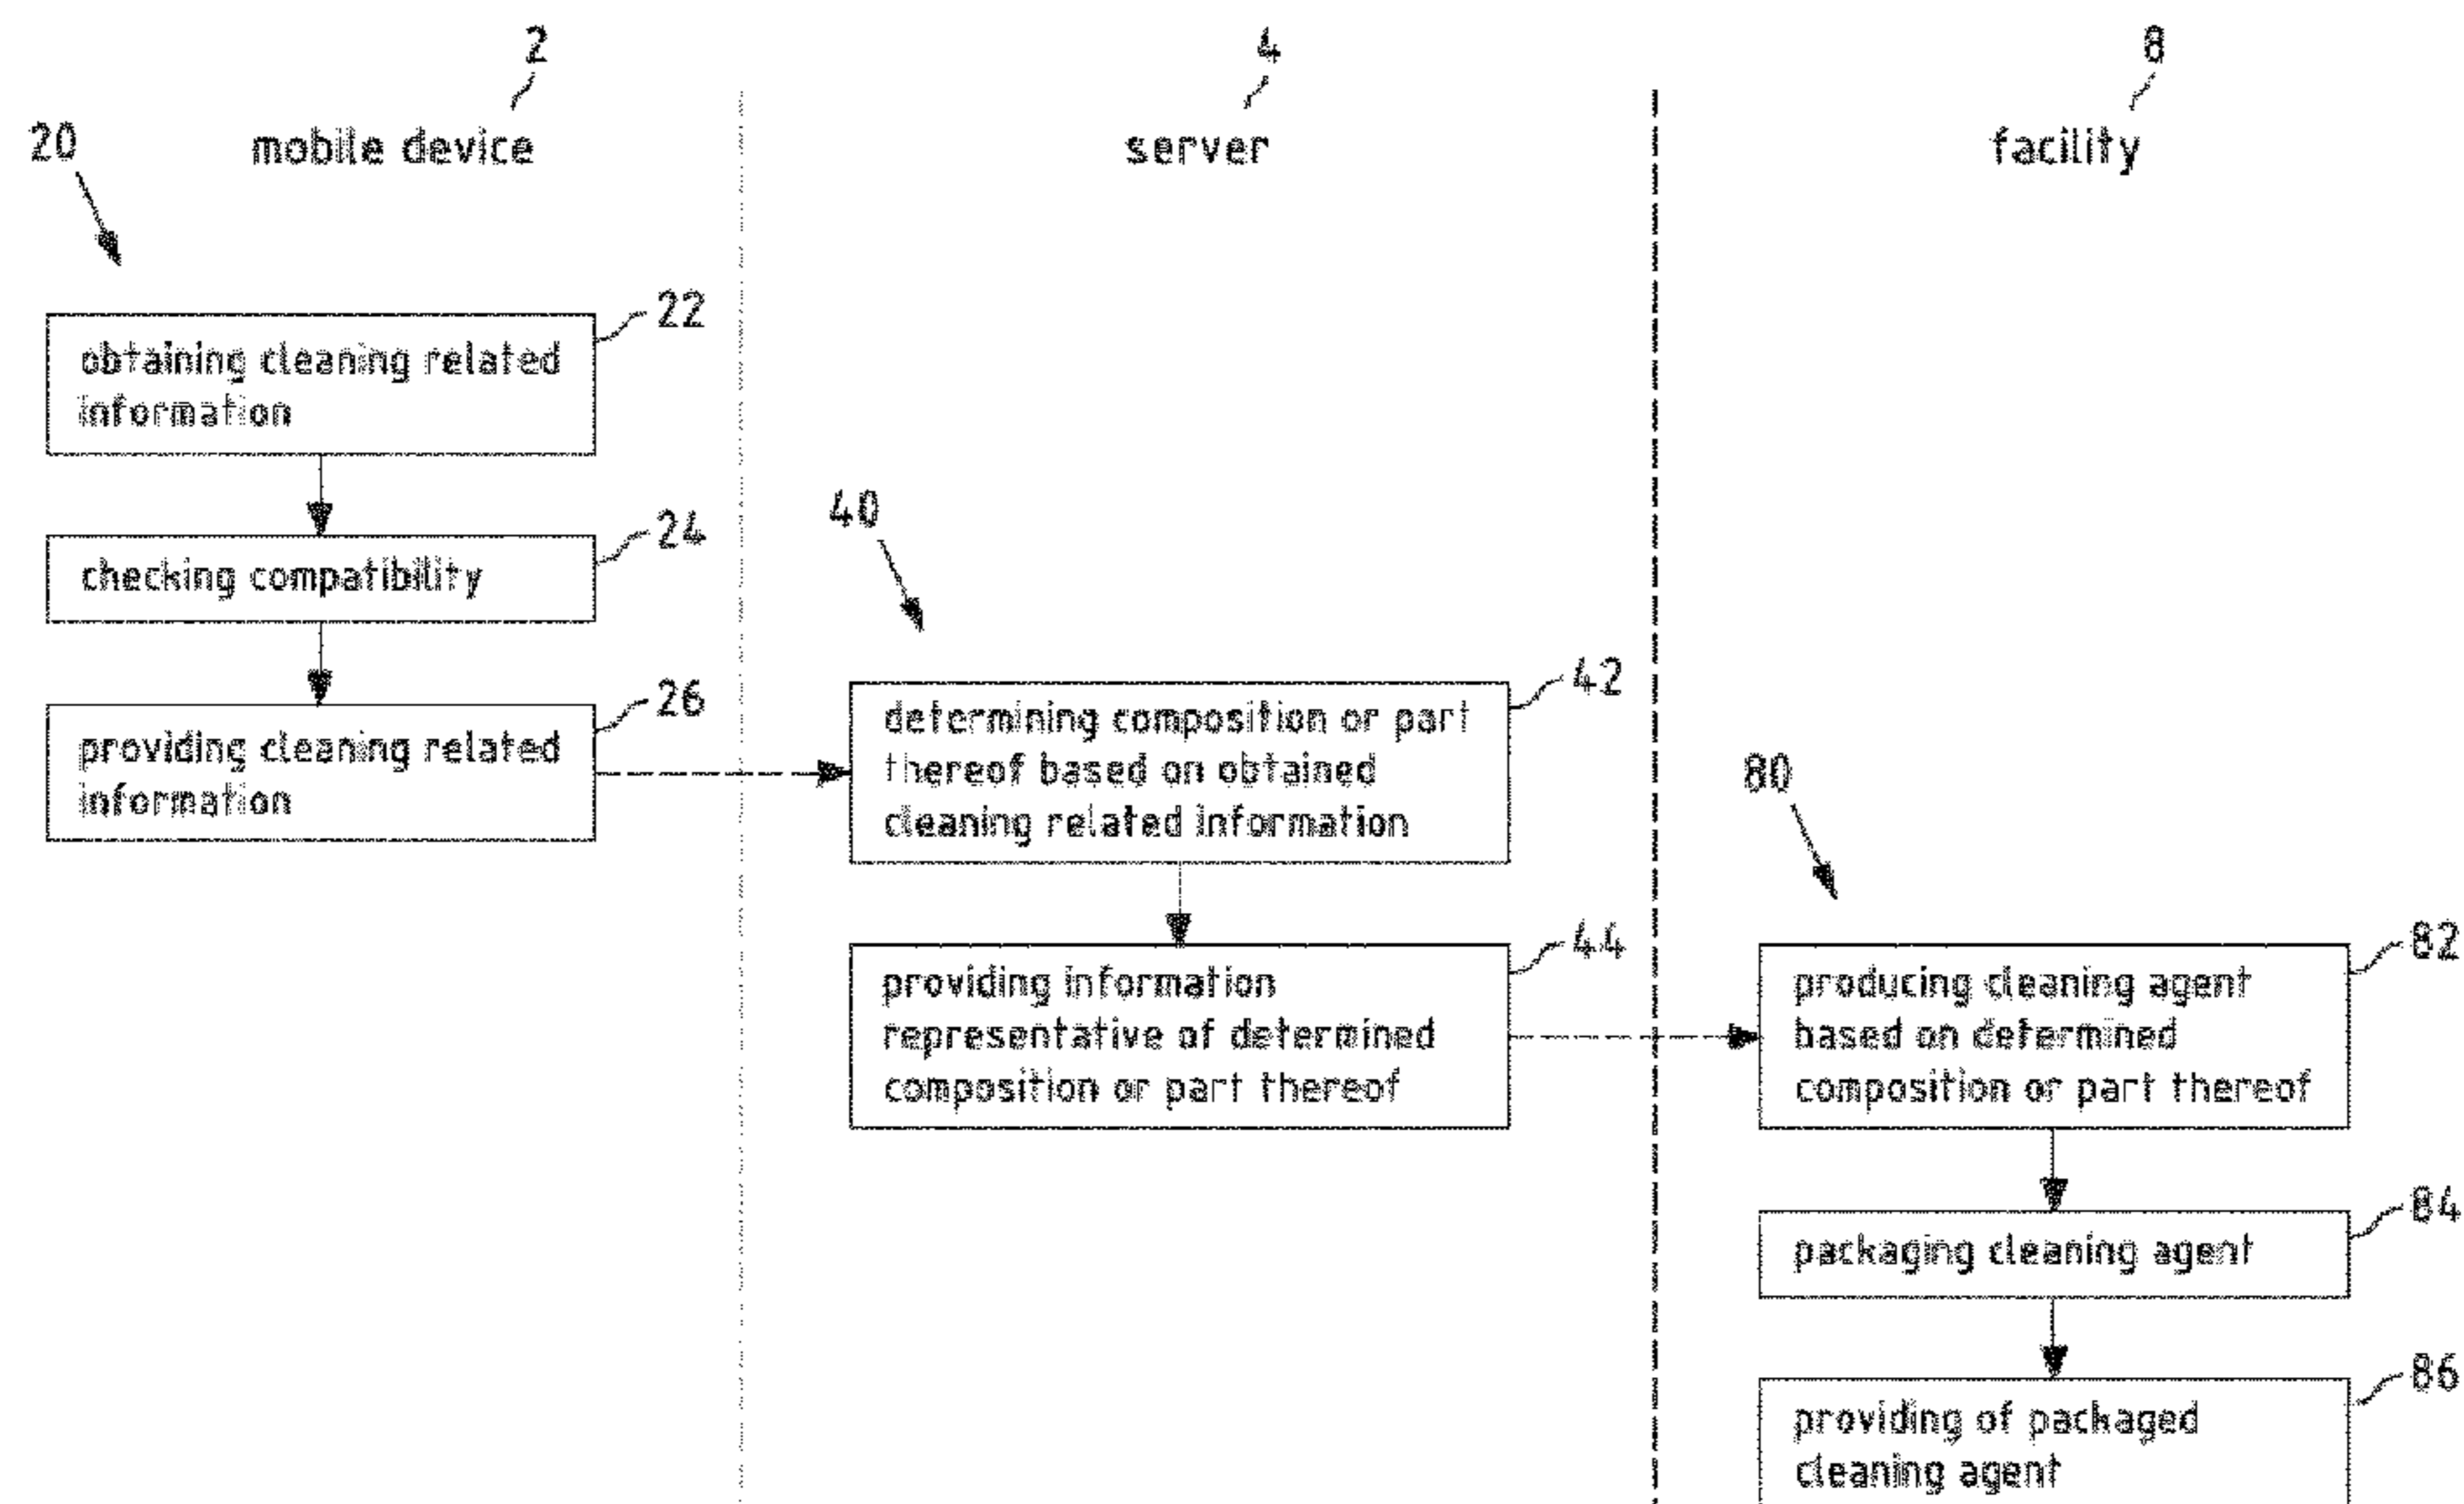 2
4
8
20
mobile device
server
facility
22
obtaining cleaning related
information
24
checking compatibility
26
providing cleaning related
information
40
42
determining composition or part
thereof based on obtained
cleaning related information
44
providing information
representative of determined
composition or part thereof
80
82
producing cleaning agent
based on determined
composition or part thereof
84
packaging cleaning agent
86
providing of packaged
cleaning agent